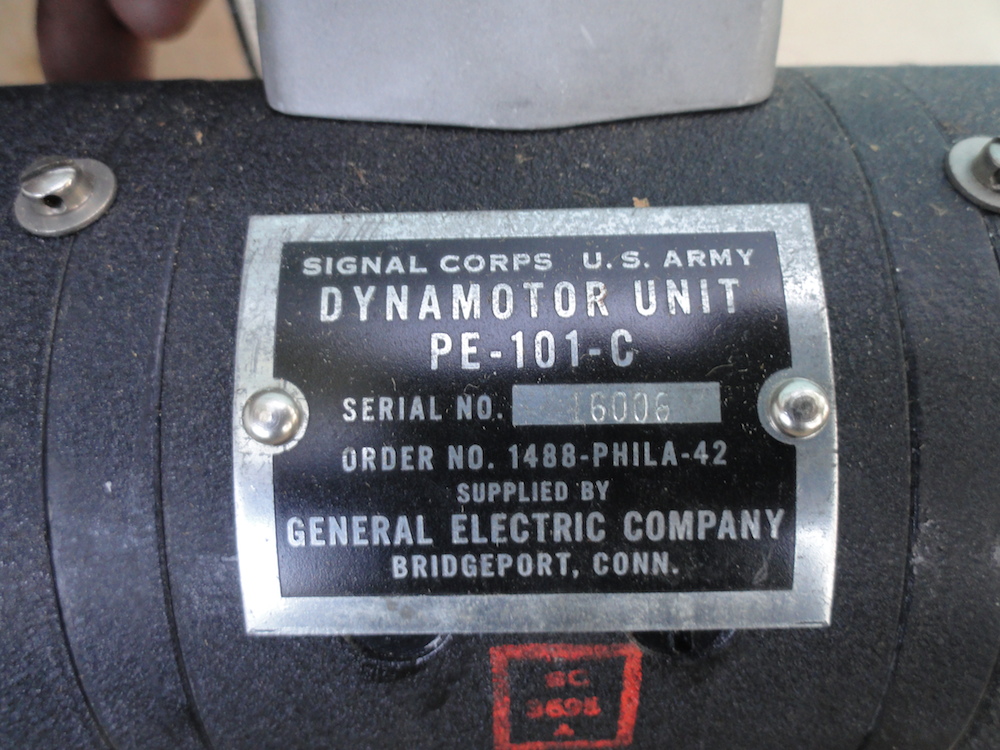 SIGNAL CORPS U.S. ARMY
DYNAMOTOR UNIT
PE-101-C
SERIAL NO. 16006
ORDER NO. 1488-PHILA-42
SUPPLIED BY
GENERAL ELECTRIC COMPANY
BRIDGEPORT, CONN.
SC
A